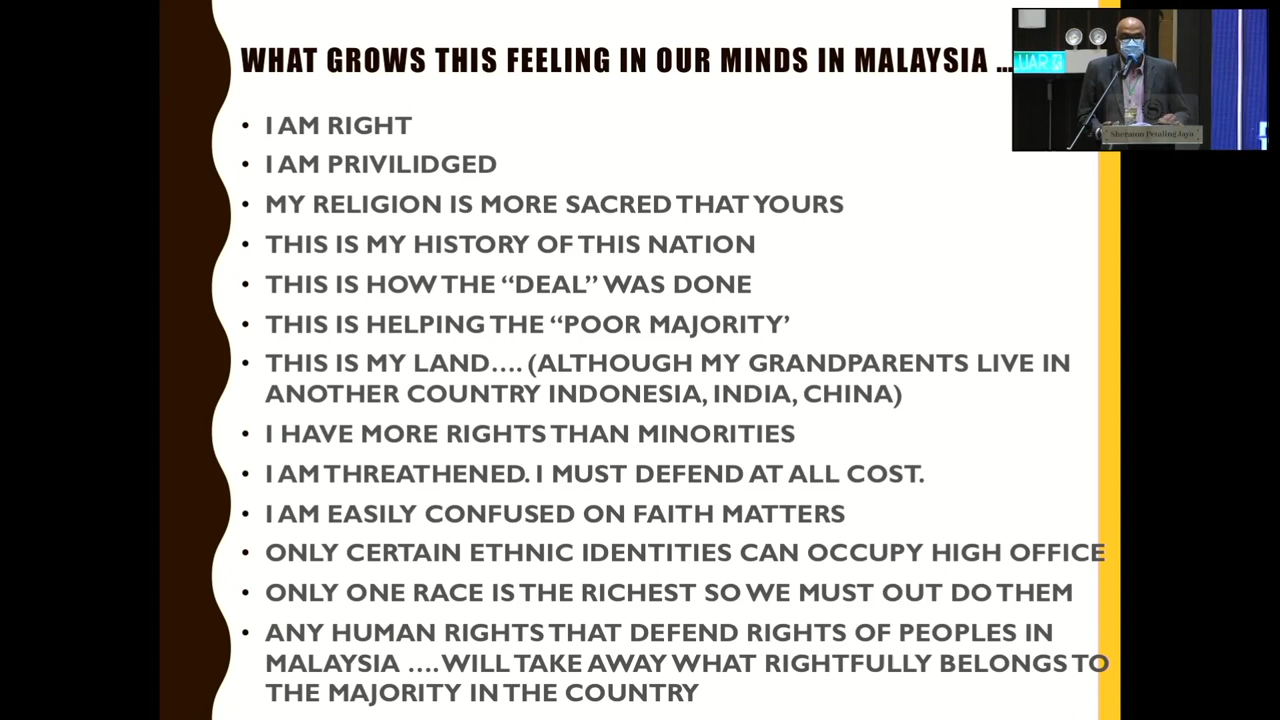 WHAT GROWS THIS FEELING IN OUR MINDS IN MALAYSIA ...
LUAR
Sheraton Petaling Jaya
• I AM RIGHT
• I AM PRIVILIDGED
• MY RELIGION IS MORE SACRED THAT YOURS
• THIS IS MY HISTORY OF THIS NATION
• THIS IS HOW THE “DEAL” WAS DONE
• THIS IS HELPING THE “POOR MAJORITY’
• THIS IS MY LAND…. (ALTHOUGH MY GRANDPARENTS LIVE IN
ANOTHER COUNTRY INDONESIA, INDIA, CHINA)
• I HAVE MORE RIGHTS THAN MINORITIES
• I AM THREATHENED. I MUST DEFEND AT ALL COST.
• I AM EASILY CONFUSED ON FAITH MATTERS
• ONLY CERTAIN ETHNIC IDENTITIES CAN OCCUPY HIGH OFFICE
• ONLY ONE RACE IS THE RICHEST SO WE MUST OUT DO THEM
• ANY HUMAN RIGHTS THAT DEFEND RIGHTS OF PEOPLES IN
MALAYSIA ….WILL TAKE AWAY WHAT RIGHTFULLY BELONGS TO
THE MAJORITY IN THE COUNTRY